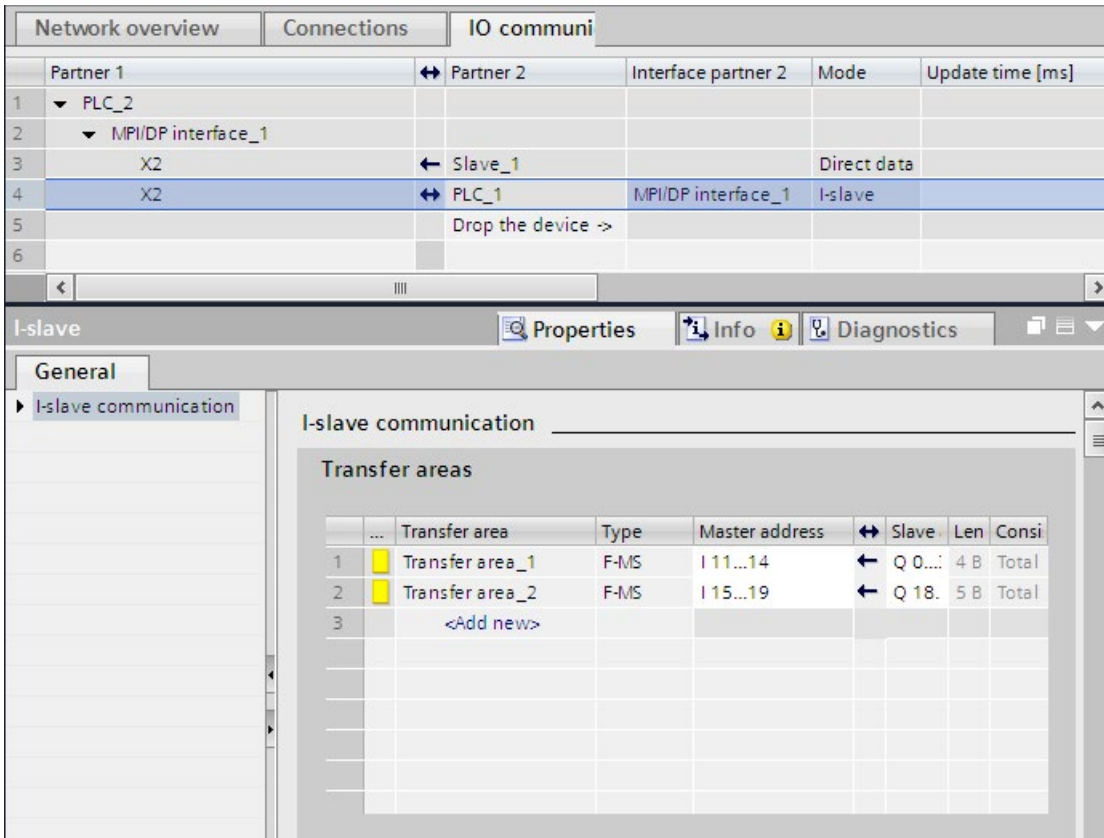 Network overview Connections IO communi
Partner 1 ↔ Partner 2 Interface partner 2 Mode Update time [ms]
1 PLC_2
2 MPI/DP interface_1
3 X2 ← Slave_1 Direct data
4 X2 ↔ PLC_1 MPI/DP interface_1 I-slave
5 Drop the device ->
6
I-slave Properties Info Diagnostics
General
I-slave communication
I-slave communication
Transfer areas
... Transfer area Type Master address ↔ Slave Len Consi
1 Transfer area_1 F-MS I 11...14 ← Q 0... 4 B Total
2 Transfer area_2 F-MS I 15...19 ← Q 18. 5 B Total
3 <Add new>